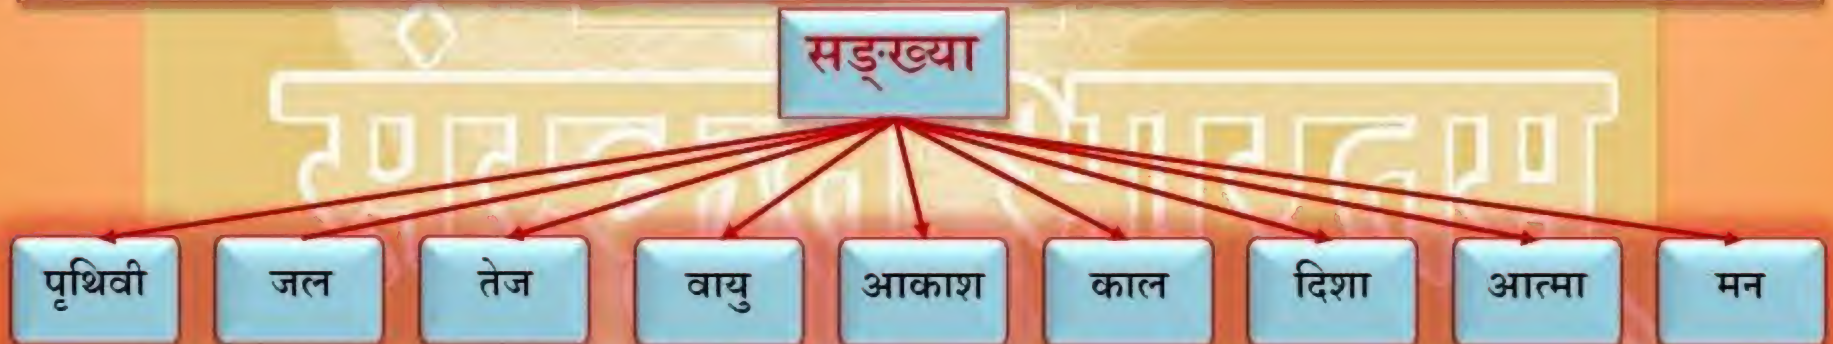 सङ्ख्या
पृथिवी जल तेज वायु आकाश काल दिशा आत्मा मन